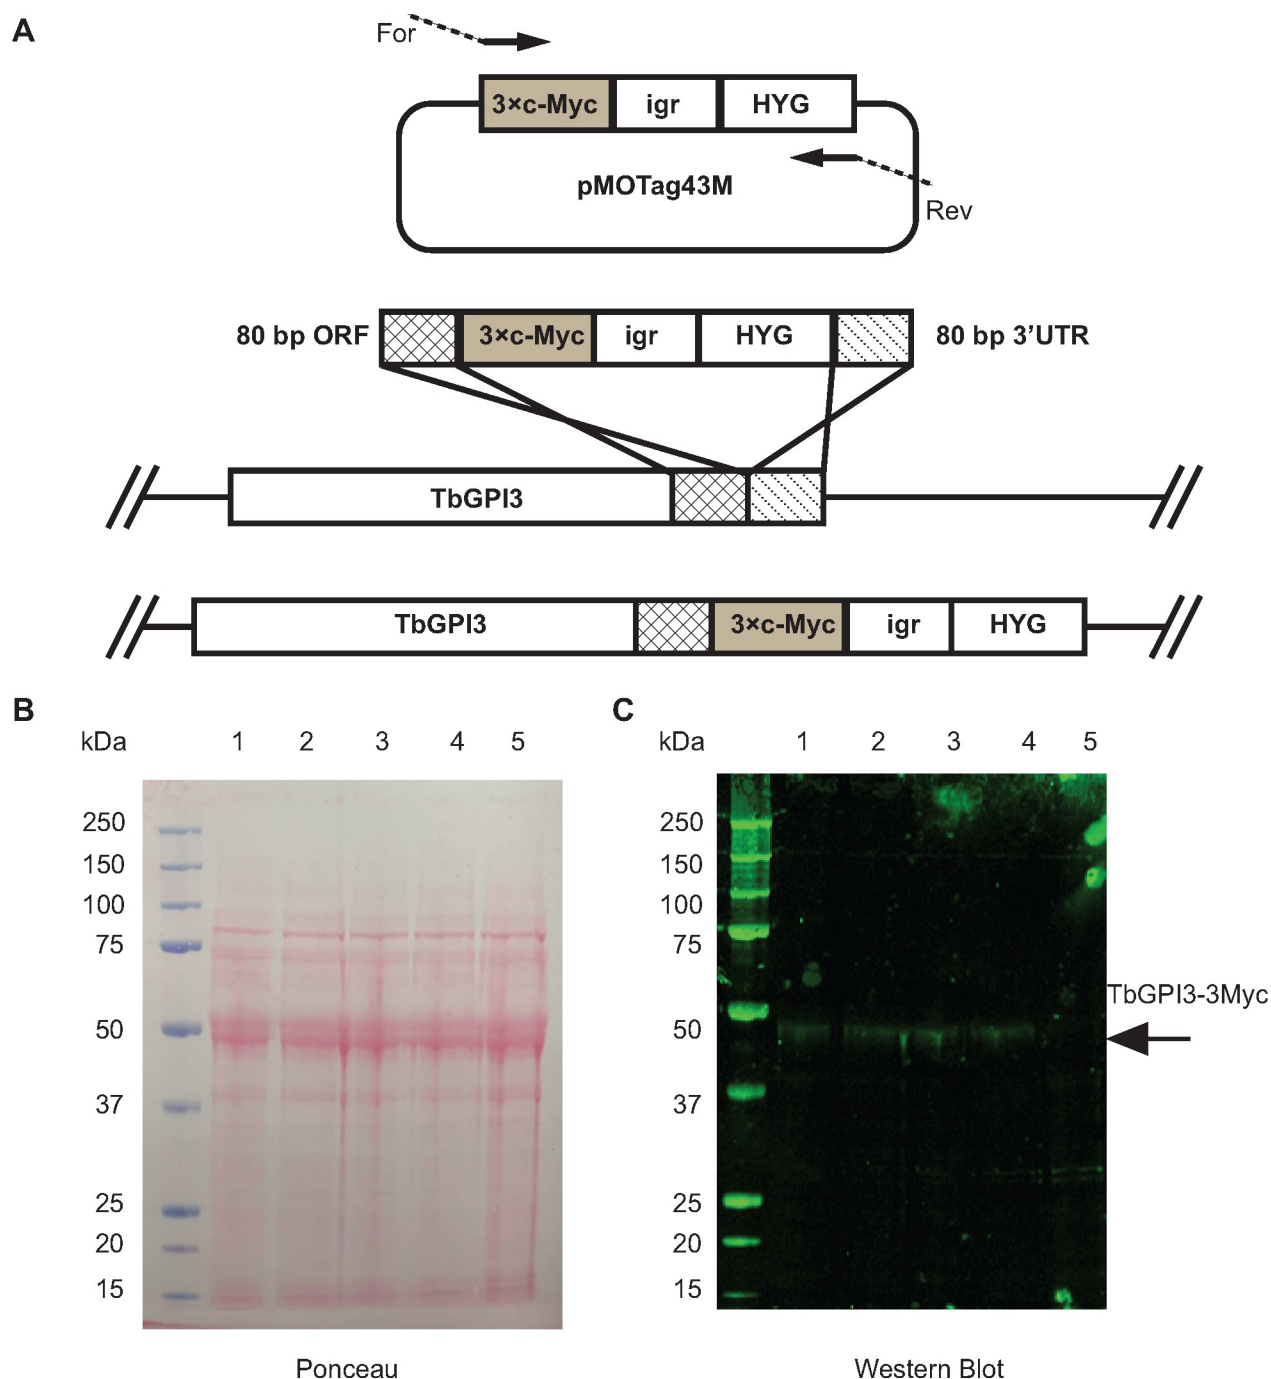 A
For
3×c-Myc igr HYG
pMOTag43M
Rev
80 bp ORF 3×c-Myc igr HYG 80 bp 3’UTR
TbGPI3
TbGPI3 3×c-Myc igr HYG
B
kDa 1 2 3 4 5
250
150
100
75
50
37
25
20
15
Ponceau
C
kDa 1 2 3 4 5
250
150
100
75
50
37
25
20
15
TbGPI3-3Myc
Western Blot